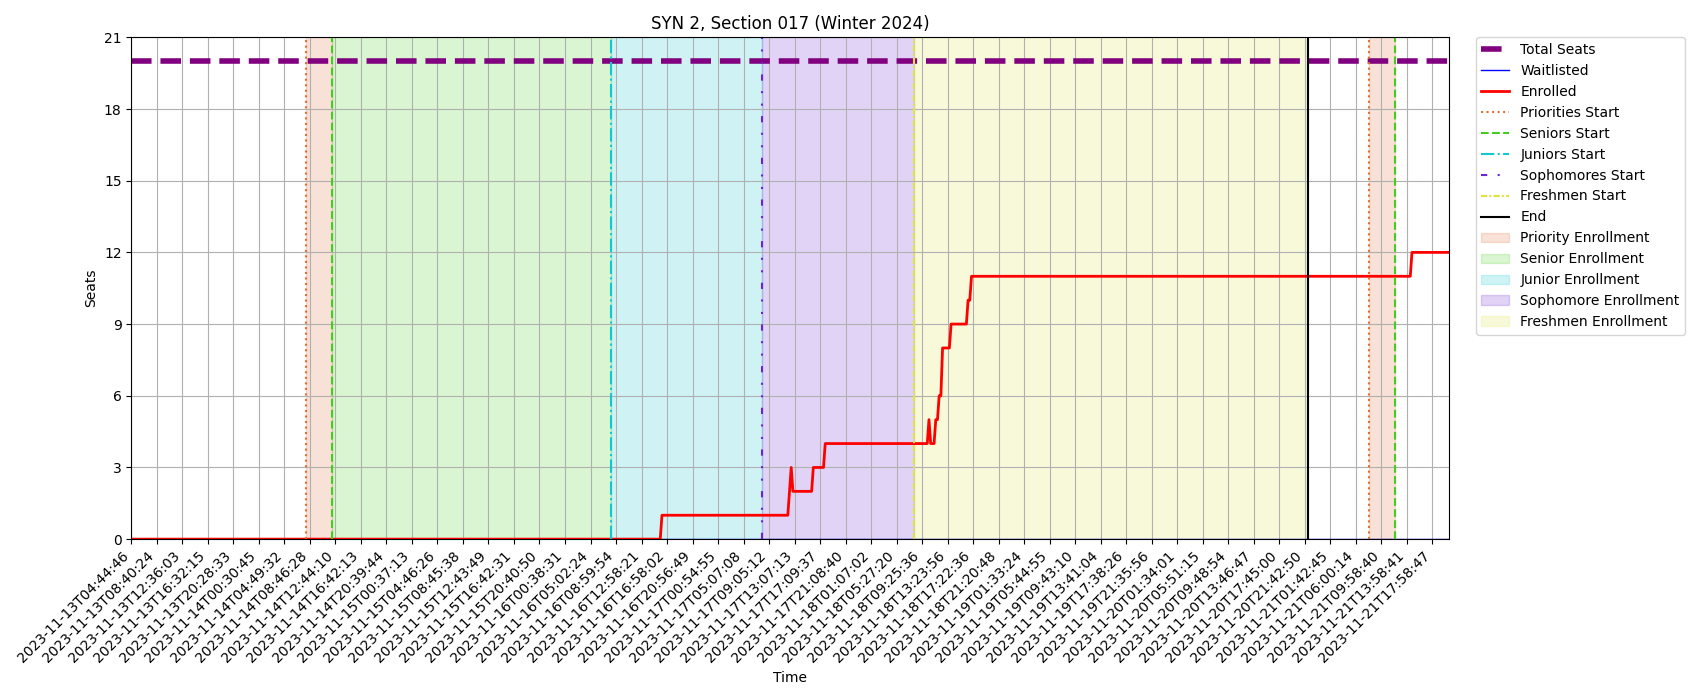 SYN 2, Section 017 (Winter 2024)
21
18
15
12
9
6
3
0
Seats
2023-11-13T04:44:46
2023-11-13T08:40:24
2023-11-13T12:36:03
2023-11-13T16:32:15
2023-11-13T20:28:33
2023-11-14T00:30:45
2023-11-14T04:49:32
2023-11-14T08:46:28
2023-11-14T12:44:10
2023-11-14T16:42:13
2023-11-14T20:39:44
2023-11-15T00:37:13
2023-11-15T04:46:26
2023-11-15T08:45:38
2023-11-15T12:43:49
2023-11-15T16:42:31
2023-11-15T20:40:50
2023-11-16T00:38:31
2023-11-16T05:02:24
2023-11-16T08:59:54
2023-11-16T12:58:21
2023-11-16T16:58:02
2023-11-16T20:56:49
2023-11-17T00:54:55
2023-11-17T05:07:08
2023-11-17T09:05:12
2023-11-17T13:07:13
2023-11-17T17:09:37
2023-11-17T21:08:40
2023-11-18T01:07:02
2023-11-18T05:27:20
2023-11-18T09:25:36
2023-11-18T13:23:56
2023-11-18T17:22:36
2023-11-18T21:20:48
2023-11-19T01:33:24
2023-11-19T05:44:55
2023-11-19T09:43:10
2023-11-19T13:41:04
2023-11-19T17:38:26
2023-11-19T21:35:56
2023-11-20T01:34:01
2023-11-20T05:51:15
2023-11-20T09:48:54
2023-11-20T13:46:47
2023-11-20T17:45:00
2023-11-20T21:42:50
2023-11-21T01:42:45
2023-11-21T06:00:14
2023-11-21T09:58:40
2023-11-21T13:58:41
2023-11-21T17:58:47
Time
Total Seats
Waitlisted
Enrolled
Priorities Start
Seniors Start
Juniors Start
Sophomores Start
Freshmen Start
End
Priority Enrollment
Senior Enrollment
Junior Enrollment
Sophomore Enrollment
Freshmen Enrollment